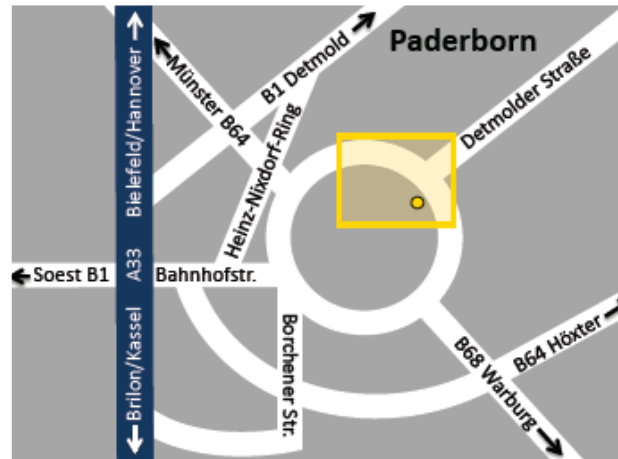 Paderborn
Bielefeld/Hannover
Münster B64
B1 Detmold
Detmolder Straße
Heinz-Nixdorf-Ring
Soest B1
A33
Bahnhofstr.
Brilon/Kassel
Borchener Str.
B68 Warburg
B64 Höxter